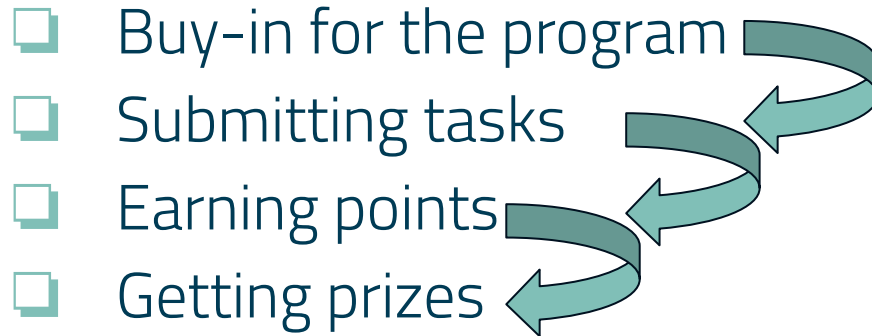 Buy-in for the program
Submitting tasks
Earning points
Getting prizes